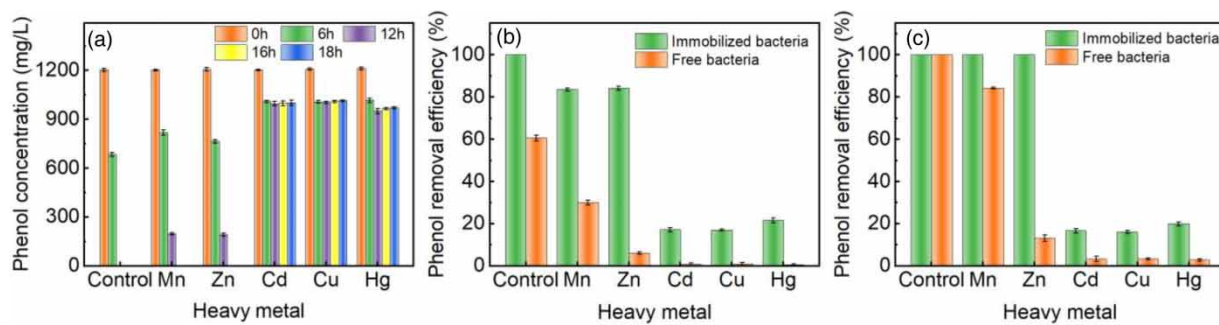 (a)
0h 6h 12h
16h 18h
Phenol concentration (mg/L)
1200
900
600
300
0
Control Mn Zn Cd Cu Hg
Heavy metal
(b)
Immobilized bacteria
Free bacteria
Phenol removal efficiency (%)
100
80
60
40
20
0
Control Mn Zn Cd Cu Hg
Heavy metal
(c)
Immobilized bacteria
Free bacteria
Phenol removal efficiency (%)
100
80
60
40
20
0
Control Mn Zn Cd Cu Hg
Heavy metal